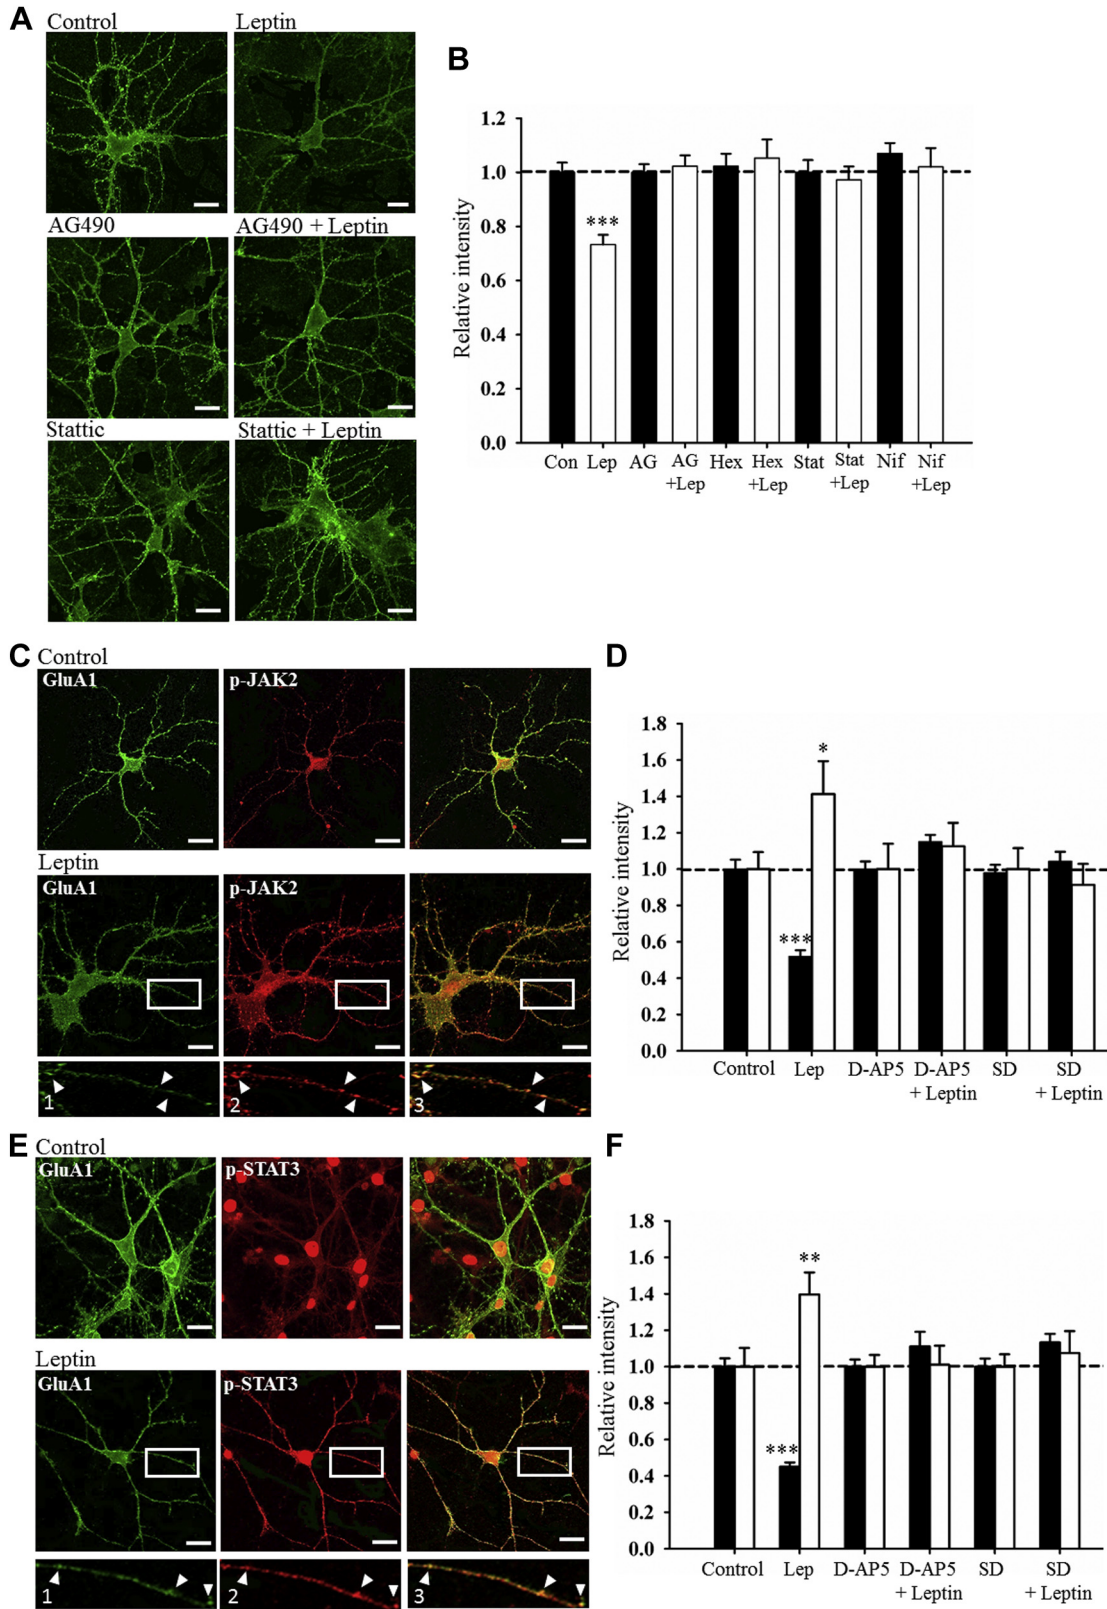 A
Control
Leptin
AG490
AG490 + Leptin
Stattic
Stattic + Leptin
B
Relative intensity
1.2
1.0
0.8
0.6
0.4
0.2
0.0
***
Con
Lep
AG
AG
+Lep
Hex
Hex
+Lep
Stat
Stat
+Lep
Nif
Nif
+Lep
C
Control
GluA1
p-JAK2
Leptin
GluA1
p-JAK2
1
2
3
D
Relative intensity
1.8
1.6
1.4
1.2
1.0
0.8
0.6
0.4
0.2
0.0
***
*
Control
Lep
D-AP5
D-AP5
+ Leptin
SD
SD
+ Leptin
E
Control
GluA1
p-STAT3
Leptin
GluA1
p-STAT3
1
2
3
F
Relative intensity
1.8
1.6
1.4
1.2
1.0
0.8
0.6
0.4
0.2
0.0
***
**
Control
Lep
D-AP5
D-AP5
+ Leptin
SD
SD
+ Leptin